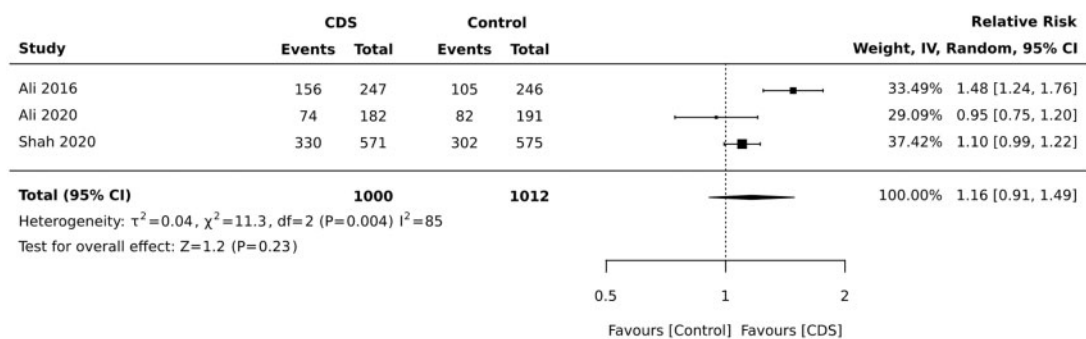 CDS Control Relative Risk
Study Events Total Events Total Weight, IV, Random, 95% CI
Ali 2016 156 247 105 246 33.49% 1.48 [1.24, 1.76]
Ali 2020 74 182 82 191 29.09% 0.95 [0.75, 1.20]
Shah 2020 330 571 302 575 37.42% 1.10 [0.99, 1.22]
Total (95% CI) 1000 1012 100.00% 1.16 [0.91, 1.49]
Heterogeneity: τ²=0.04, χ²=11.3, df=2 (P=0.004) I²=85
Test for overall effect: Z=1.2 (P=0.23)
0.5 1 2
Favours [Control] Favours [CDS]